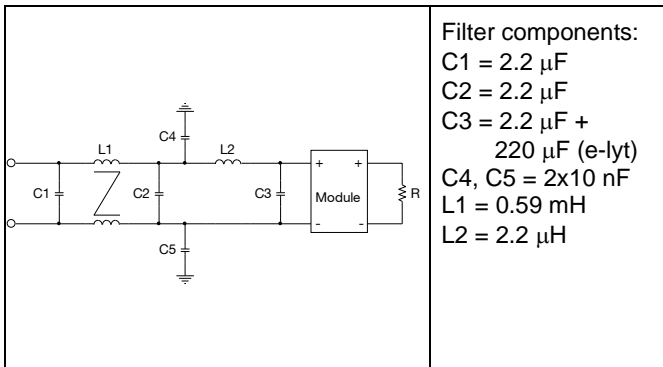 L1
C4
L2
C1
C2
C3
+ +
Module
- -
R
C5
Filter components:
C1 = 2.2 μF
C2 = 2.2 μF
C3 = 2.2 μF +
220 μF (e-lyt)
C4, C5 = 2x10 nF
L1 = 0.59 mH
L2 = 2.2 μH